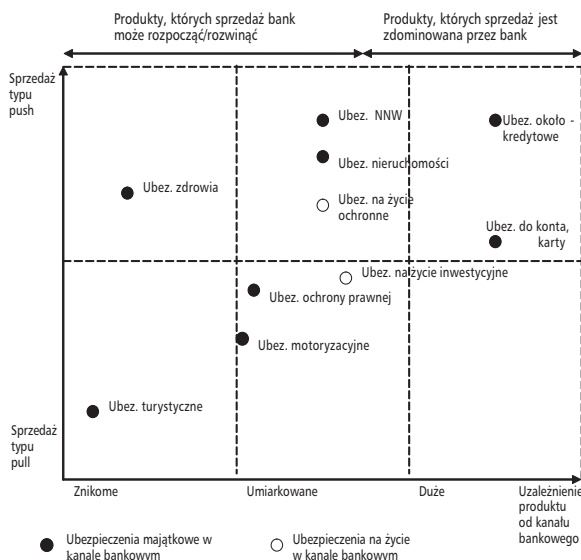 Produkty, których sprzedaż bank
może rozpocząć/rozwinąć
Produkty, których sprzedaż jest
zdominowana przez bank
Sprzedaż
typu
push
Ubez. NNW
Ubez. około -
kredytowe
Ubez. nieruchomości
Ubez. zdrowia
Ubez. na życie
ochronne
Ubez. do konta,
karty
Ubez. na życie inwestycyjne
Ubez. ochrony prawnej
Ubez. motoryzacyjne
Ubez. turystyczne
Sprzedaż
typu
pull
Znikome
Umiarkowane
Duże
Uzależnienie
produktu
od kanału
bankowego
Ubezpieczenia majątkowe w
kanale bankowym
Ubezpieczenia na życie
w kanale bankowym